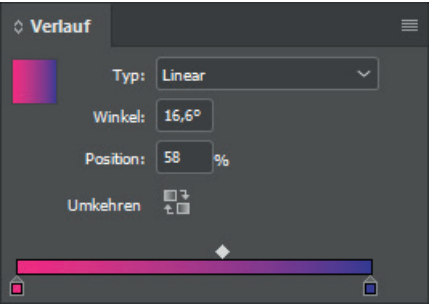 Verlauf
Typ: Linear
Winkel: 16,6°
Position: 58 %
Umkehren